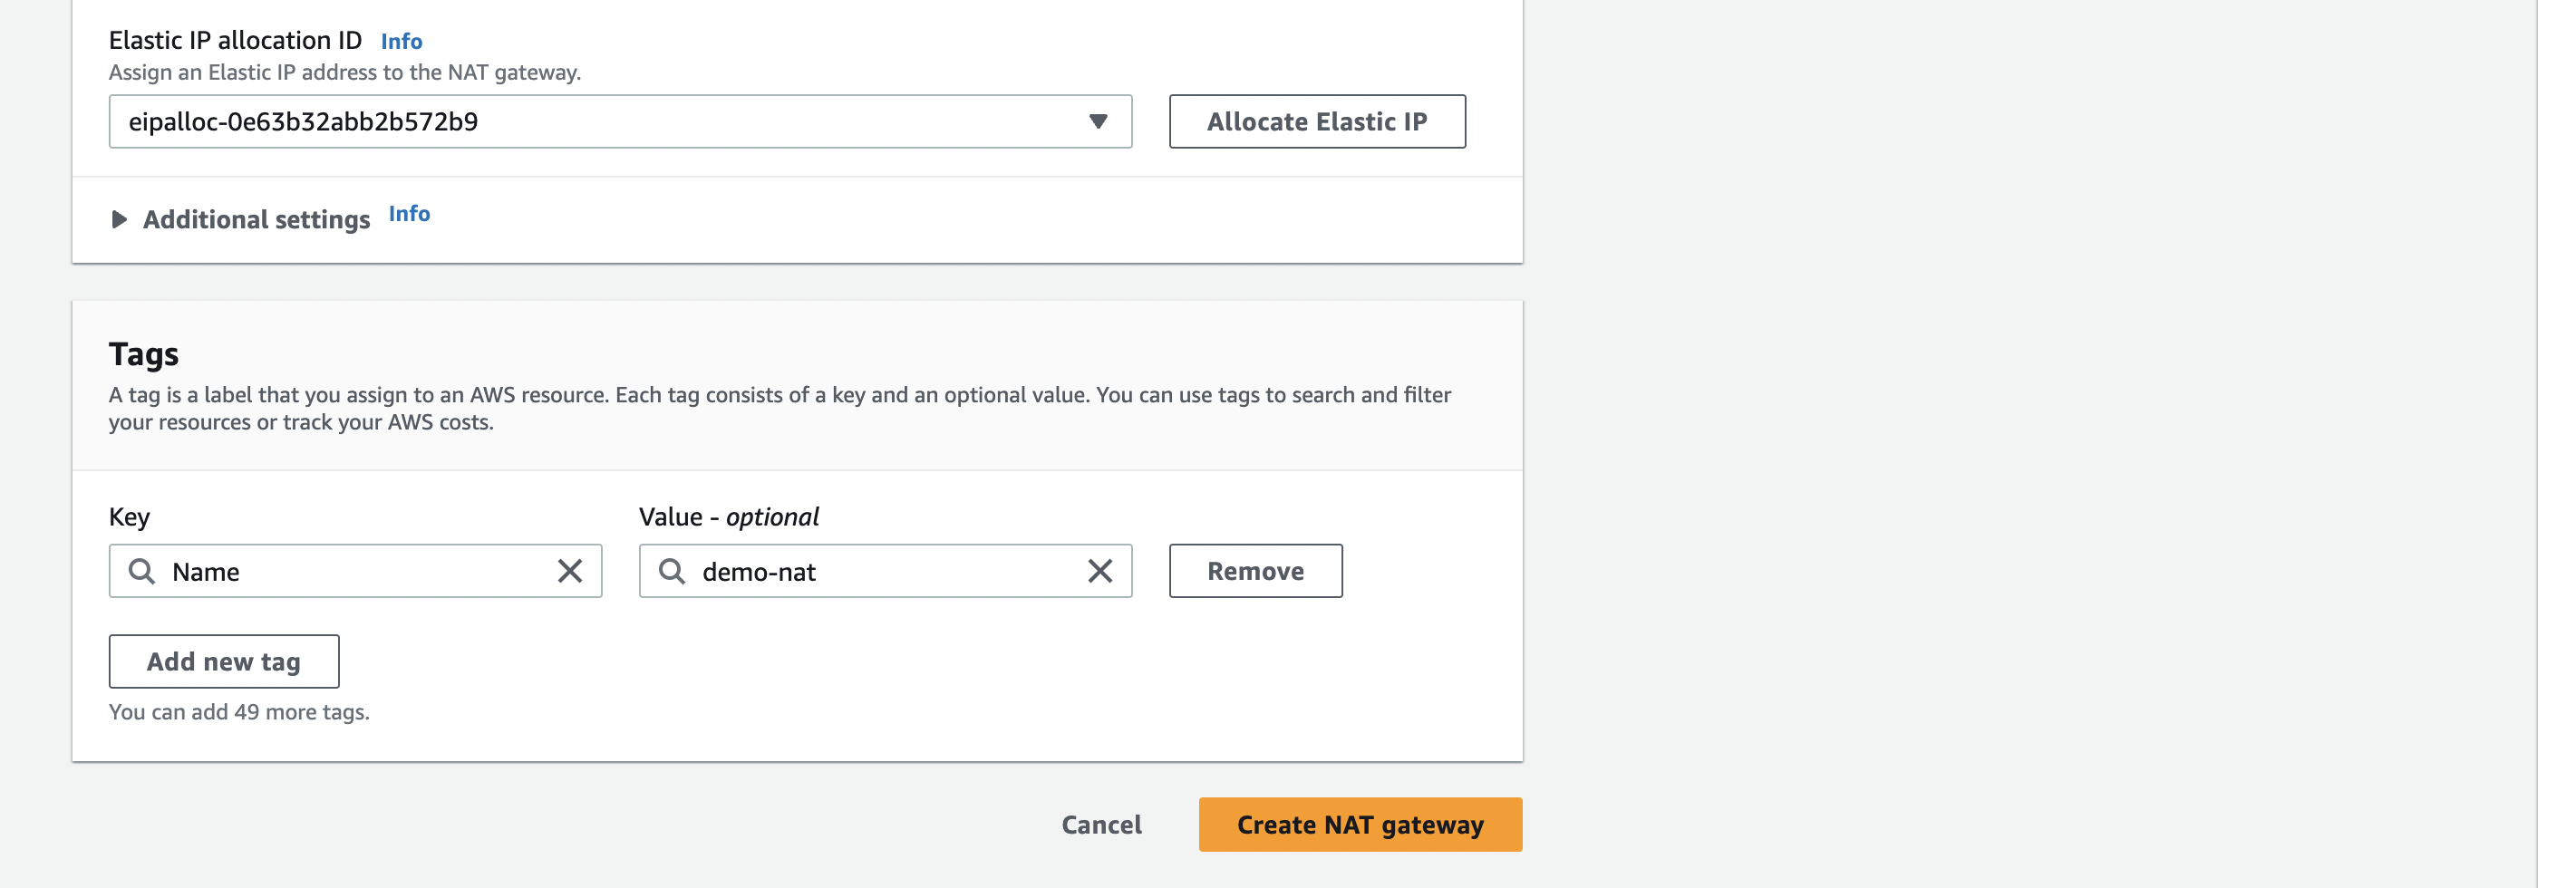 Elastic IP allocation ID Info
Assign an Elastic IP address to the NAT gateway.
eipalloc-0e63b32abb2b572b9
Allocate Elastic IP
Additional settings Info
Tags
A tag is a label that you assign to an AWS resource. Each tag consists of a key and an optional value. You can use tags to search and filter
your resources or track your AWS costs.
Key
Value - optional
Name
demo-nat
Remove
Add new tag
You can add 49 more tags.
Cancel
Create NAT gateway